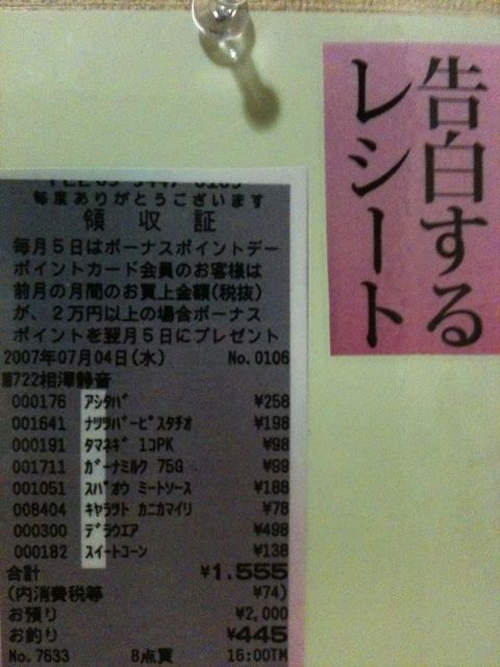 告白する
レシート
毎度ありがとうございます
領収証
毎月5日はボーナスポイントデー
ポイントカード会員のお客様は
前月の月間のお買上金額(税抜)
が、2万円以上の場合ボーナス
ポイントを翌月5日にプレゼント
2007年07月04日(水) No.0106
722相澤静音
000176 アシタバ ¥258
001641 ナッツラバーピスタチオ ¥198
000191 タマネギ 1コPK ¥98
001711 ガーナミルク 75G ¥99
001051 スパオウ ミートソース ¥188
008404 キャラット カニカマイリ ¥78
000300 デラウエア ¥498
000182 スイートコーン ¥138
合計 ¥1.555
(内消費税等 ¥74)
お預り ¥2,000
お釣り ¥445
No.7633 8点買 16:00TM